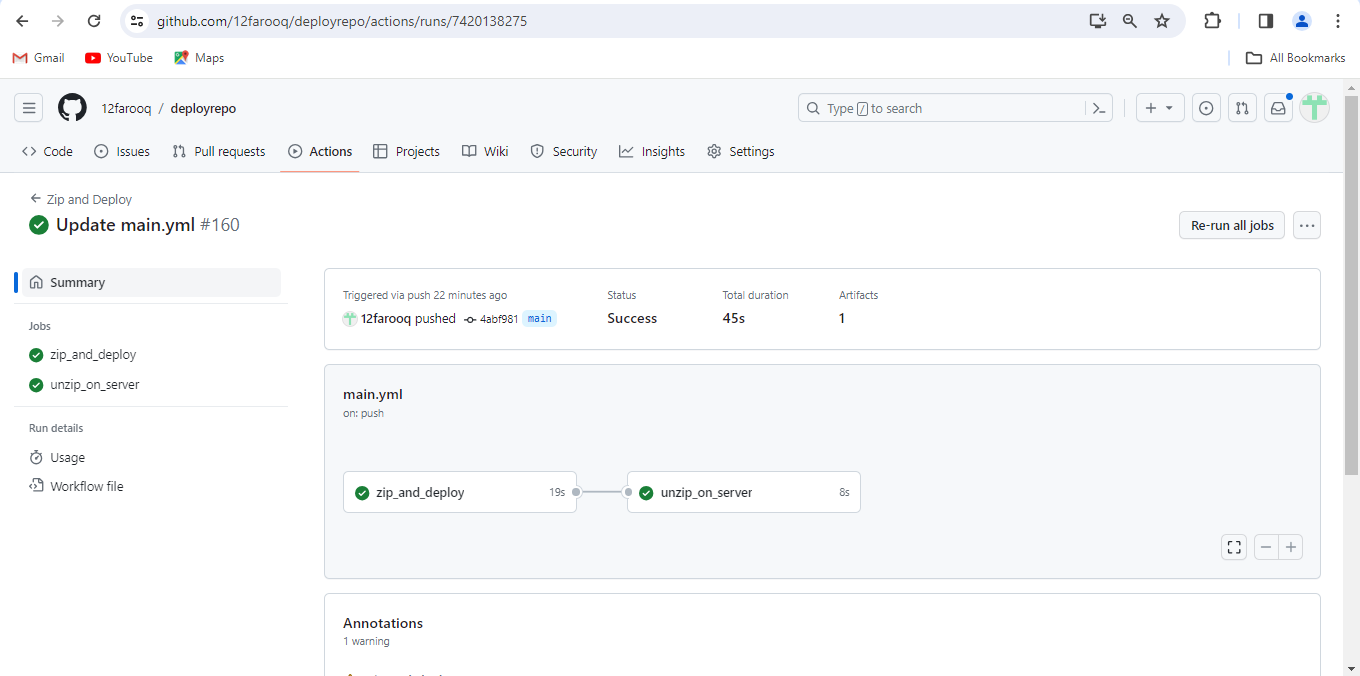 github.com/12farooq/deployrepo/actions/runs/7420138275
Gmail YouTube Maps All Bookmarks
12farooq / deployrepo Type / to search
Code Issues Pull requests Actions Projects Wiki Security Insights Settings
Zip and Deploy
Update main.yml #160 Re-run all jobs
Summary
Jobs
zip_and_deploy
unzip_on_server
Run details
Usage
Workflow file
Triggered via push 22 minutes ago Status Total duration Artifacts
12farooq pushed 4abf981 main Success 45s 1
main.yml
on: push
zip_and_deploy 19s unzip_on_server 8s
Annotations
1 warning